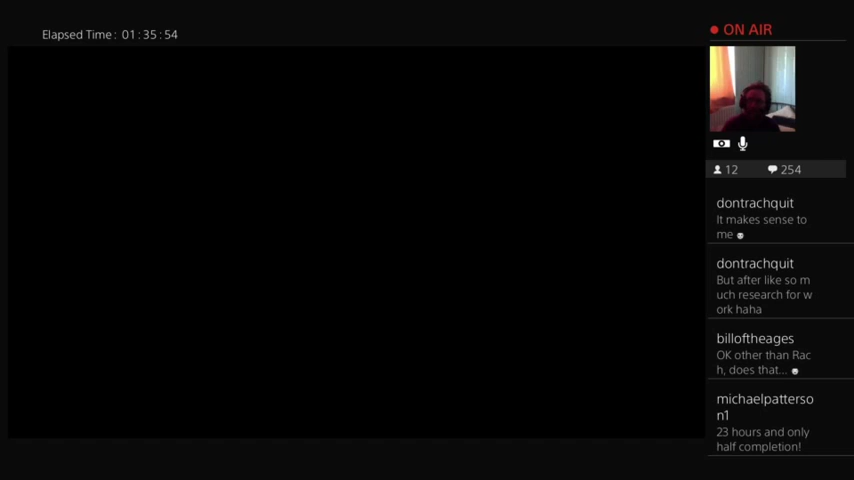 Elapsed Time: 01:35:54
ON AIR
12
254
dontrachquit
It makes sense to
me
dontrachquit
But after like so m
uch research for w
ork haha
billoftheages
OK other than Rac
h, does that...
michaelpatterso
n1
23 hours and only
half completion!